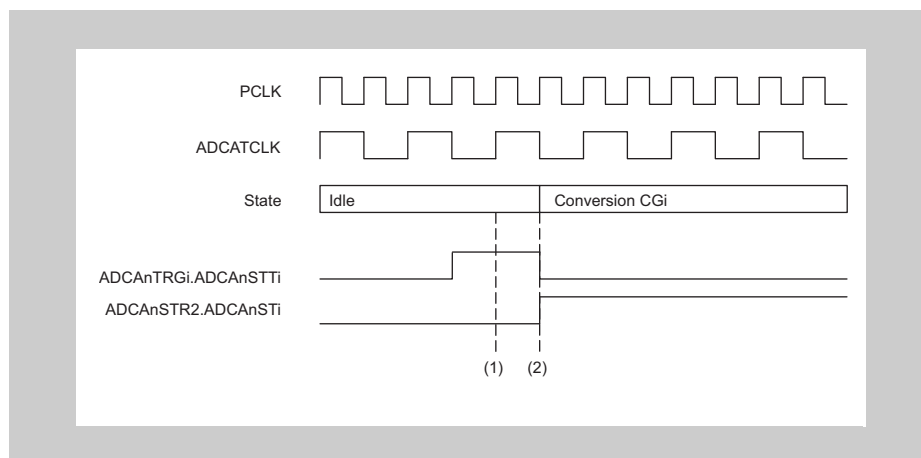 PCLK
ADCATCLK
State Idle Conversion CGi
ADCAnTRGi.ADCAnSTTi
ADCAnSTR2.ADCAnSTi
(1) (2)